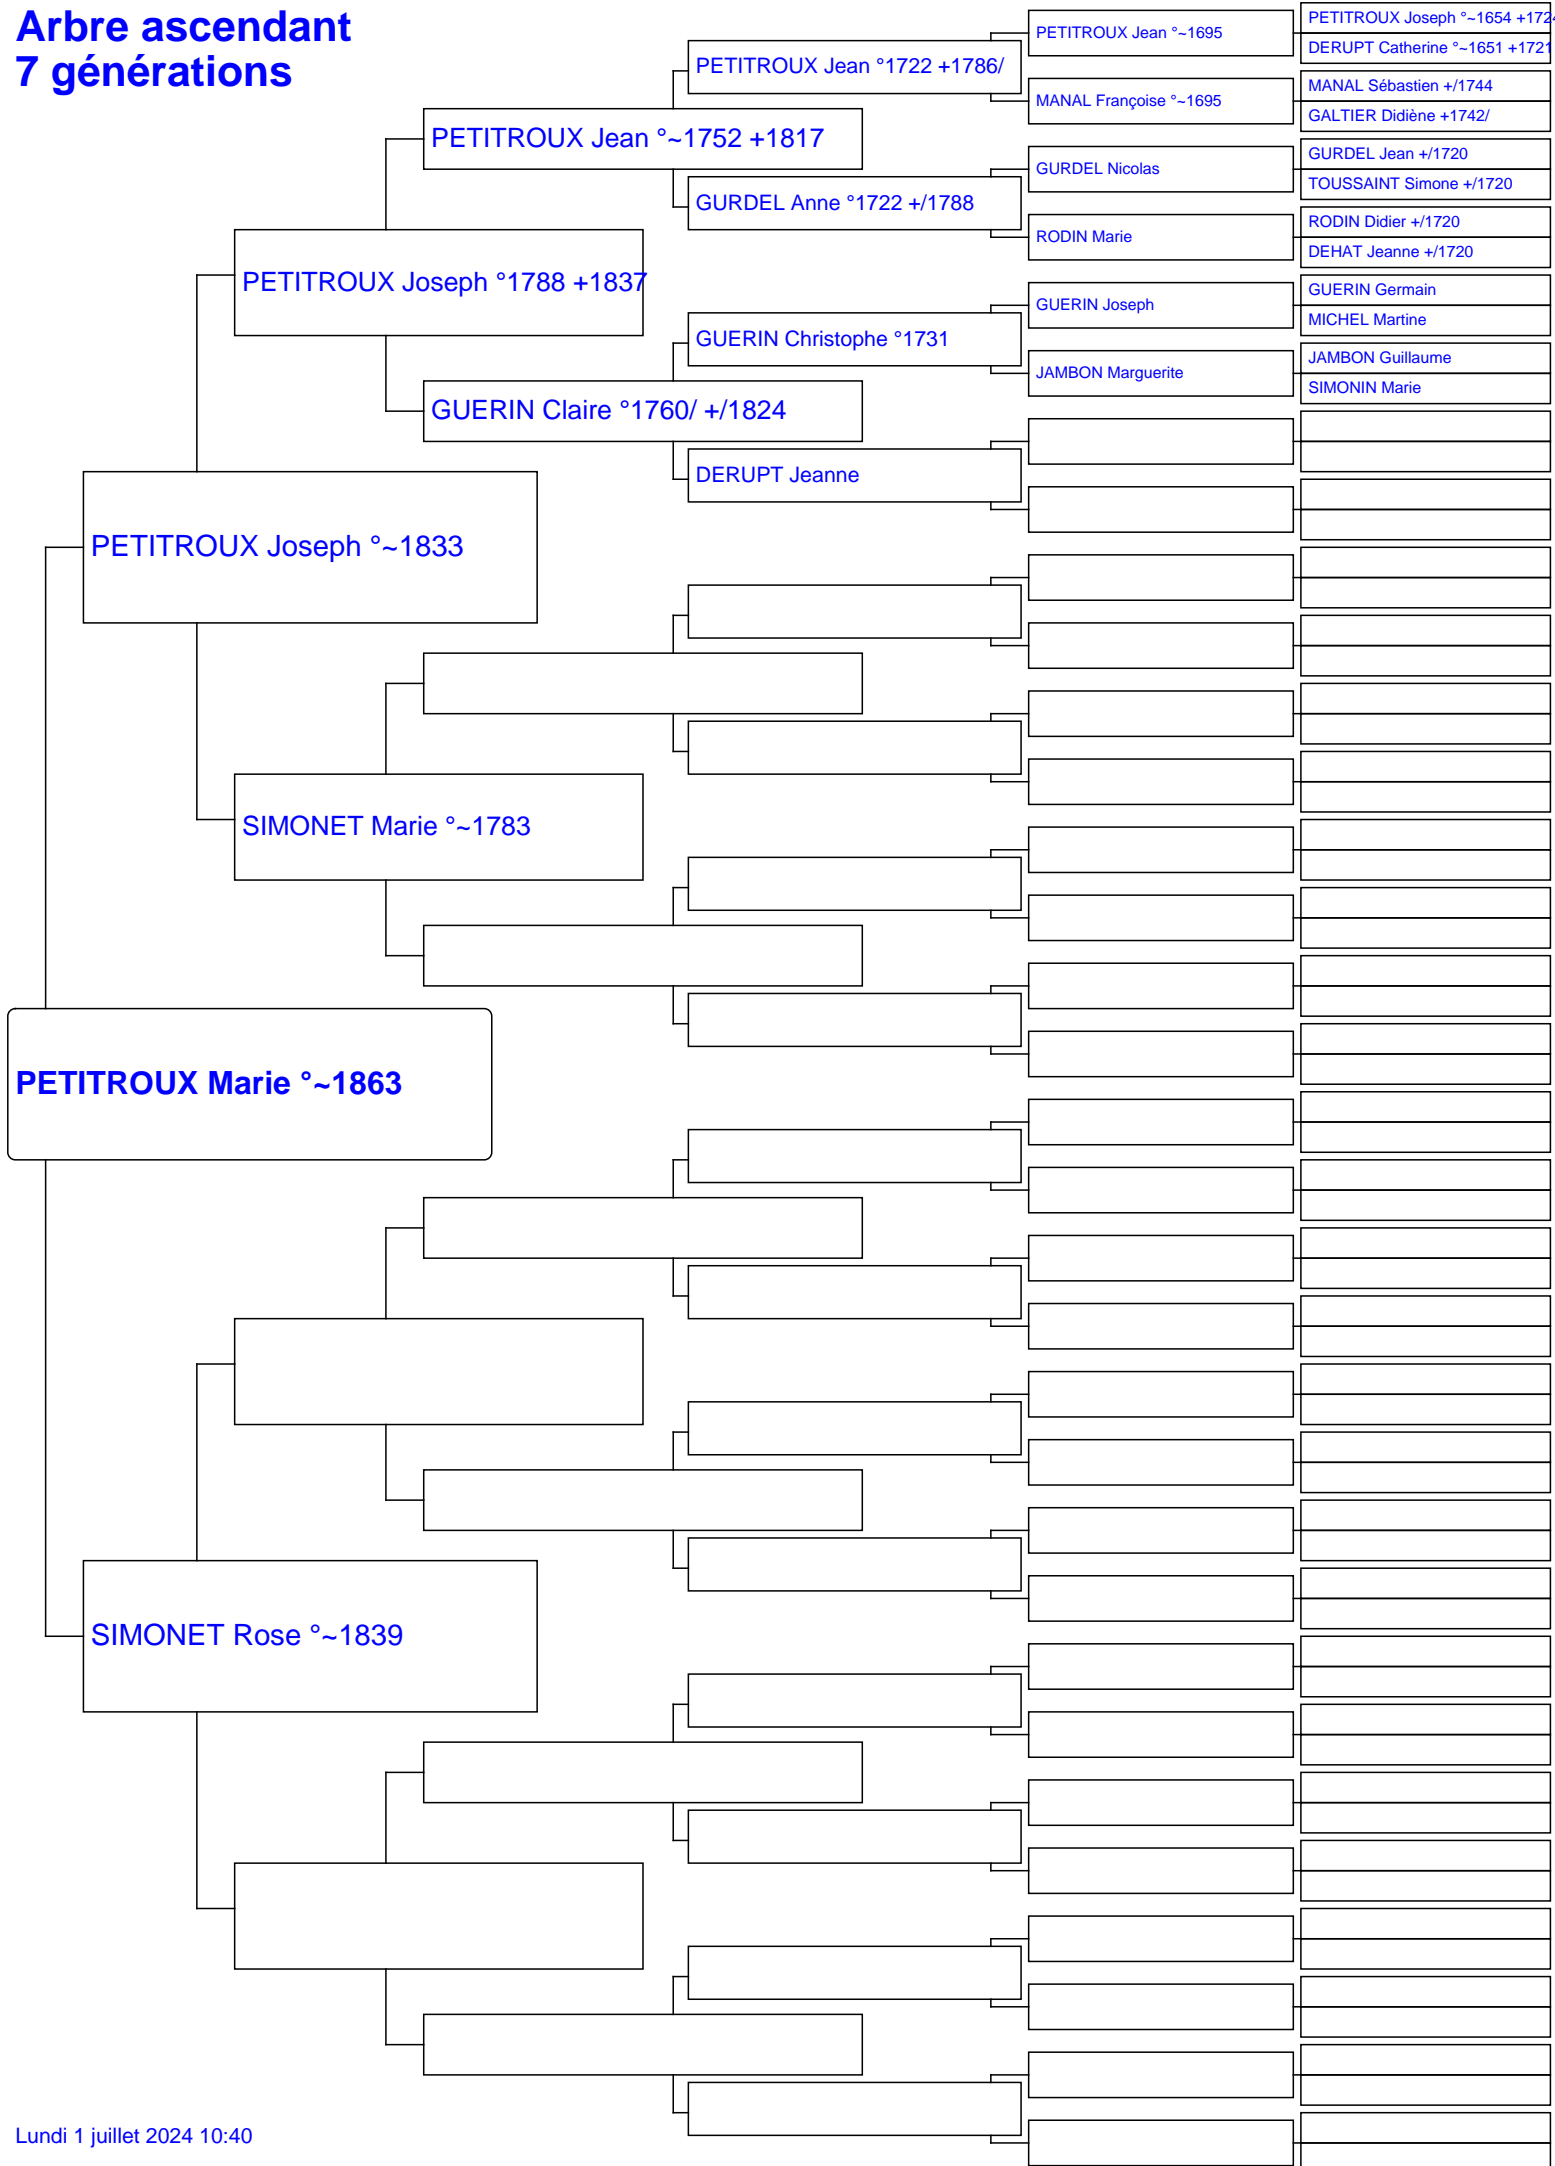 Arbre ascendant
7 générations
PETITROUX Joseph °~1654 +172
DERUPT Catherine °~1651 +1721
PETITROUX Jean °~1695
PETITROUX Jean °1722 +1786/
MANAL Sébastien +/1744
MANAL Françoise °~1695
GALTIER Didiène +1742/
PETITROUX Jean °~1752 +1817
GURDEL Jean +/1720
GURDEL Nicolas
TOUSSAINT Simone +/1720
GURDEL Anne °1722 +/1788
RODIN Didier +/1720
RODIN Marie
DEHAT Jeanne +/1720
PETITROUX Joseph °1788 +1837
GUERIN Germain
GUERIN Joseph
MICHEL Martine
GUERIN Christophe °1731
JAMBON Guillaume
JAMBON Marguerite
SIMONIN Marie
GUERIN Claire °1760/ +/1824
DERUPT Jeanne
PETITROUX Joseph °~1833
SIMONET Marie °~1783
PETITROUX Marie °~1863
SIMONET Rose °~1839
Lundi 1 juillet 2024 10:40